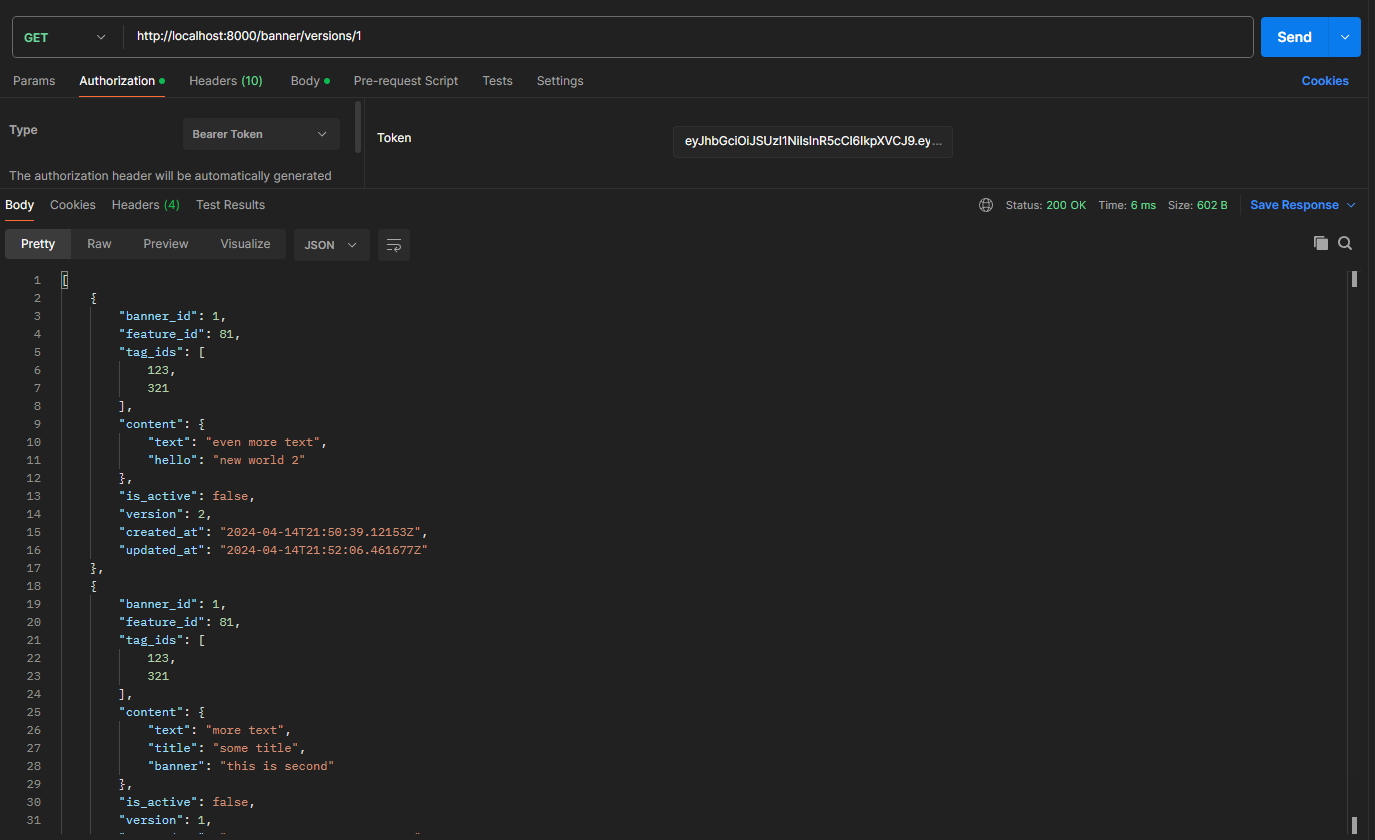 GET http://localhost:8000/banner/versions/1 Send
Params Authorization Headers (10) Body Pre-request Script Tests Settings Cookies
Type Bearer Token Token eyJhbGciOiJSUzI1NiIsInR5cCI6IkpXVCJ9.ey...
The authorization header will be automatically generated
Body Cookies Headers (4) Test Results Status: 200 OK Time: 6 ms Size: 602 B Save Response
Pretty Raw Preview Visualize JSON
1 [
2 {
3 "banner_id": 1,
4 "feature_id": 81,
5 "tag_ids": [
6 123,
7 321
8 ],
9 "content": {
10 "text": "even more text",
11 "hello": "new world 2"
12 },
13 "is_active": false,
14 "version": 2,
15 "created_at": "2024-04-14T21:50:39.12153Z",
16 "updated_at": "2024-04-14T21:52:06.461677Z"
17 },
18 {
19 "banner_id": 1,
20 "feature_id": 81,
21 "tag_ids": [
22 123,
23 321
24 ],
25 "content": {
26 "text": "more text",
27 "title": "some title",
28 "banner": "this is second"
29 },
30 "is_active": false,
31 "version": 1,